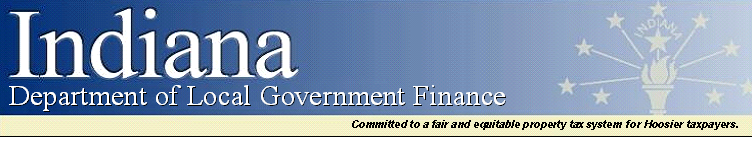 Indiana
INDIANA
Department of Local Government Finance
Committed to a fair and equitable property tax system for Hoosier taxpayers.